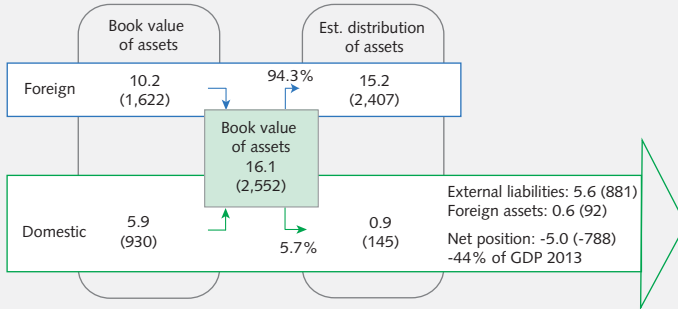 Book value
of assets
Est. distribution
of assets
Foreign
10.2
(1,622)
94.3%
15.2
(2,407)
Book value
of assets
16.1
(2,552)
Domestic
5.9
(930)
5.7%
0.9
(145)
External liabilities: 5.6 (881)
Foreign assets: 0.6 (92)
Net position: -5.0 (-788)
-44% of GDP 2013